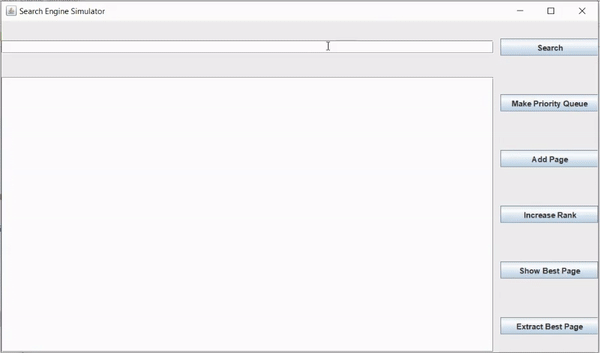 Search Engine Simulator
Search
Make Priority Queue
Add Page
Increase Rank
Show Best Page
Extract Best Page